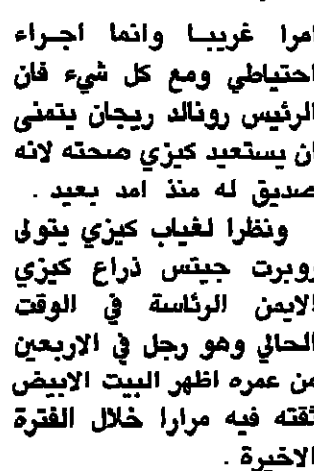 امرا غريبا وانما اجراء
احتياطي ومع كل شيء فان
الرئيس رونالد ريجان يتمنى
ان يستعيد كيزي صحته لانه
صديق له منذ امد بعيد .
ونظرا لغياب كيزي يتولى
روبرت جيتس ذراع كيزي
الايمن الرئاسة في الوقت
الحالي وهو رجل في الاربعين
من عمره اظهر البيت الابيض
ثقته فيه مرارا خلال الفترة
الاخيرة .